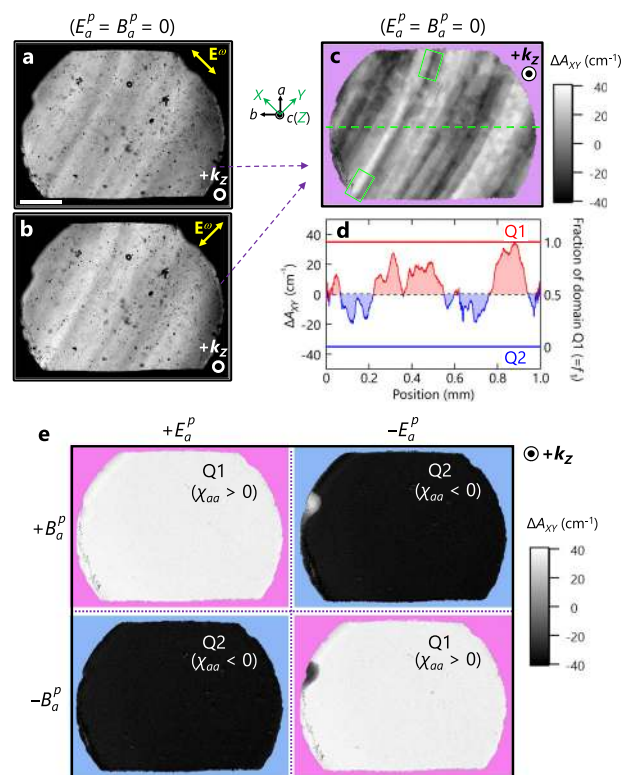 (E_a^p = B_a^p = 0)
(E_a^p = B_a^p = 0)
a
E^ω
+k_Z
b
E^ω
+k_Z
X
a
Y
b
c(Z)
c
+k_Z
ΔA_XY (cm⁻¹)
40
20
0
-20
-40
d
Q1
Q2
ΔA_XY (cm⁻¹)
40
20
0
-20
-40
0
0.2
0.4
0.6
0.8
1.0
Position (mm)
1.0
0.5
0
Fraction of domain Q1 (=f₁)
e
+E_a^p
−E_a^p
+B_a^p
−B_a^p
Q1
(χ_aa > 0)
Q2
(χ_aa < 0)
Q2
(χ_aa < 0)
Q1
(χ_aa > 0)
+k_Z
ΔA_XY (cm⁻¹)
40
20
0
-20
-40